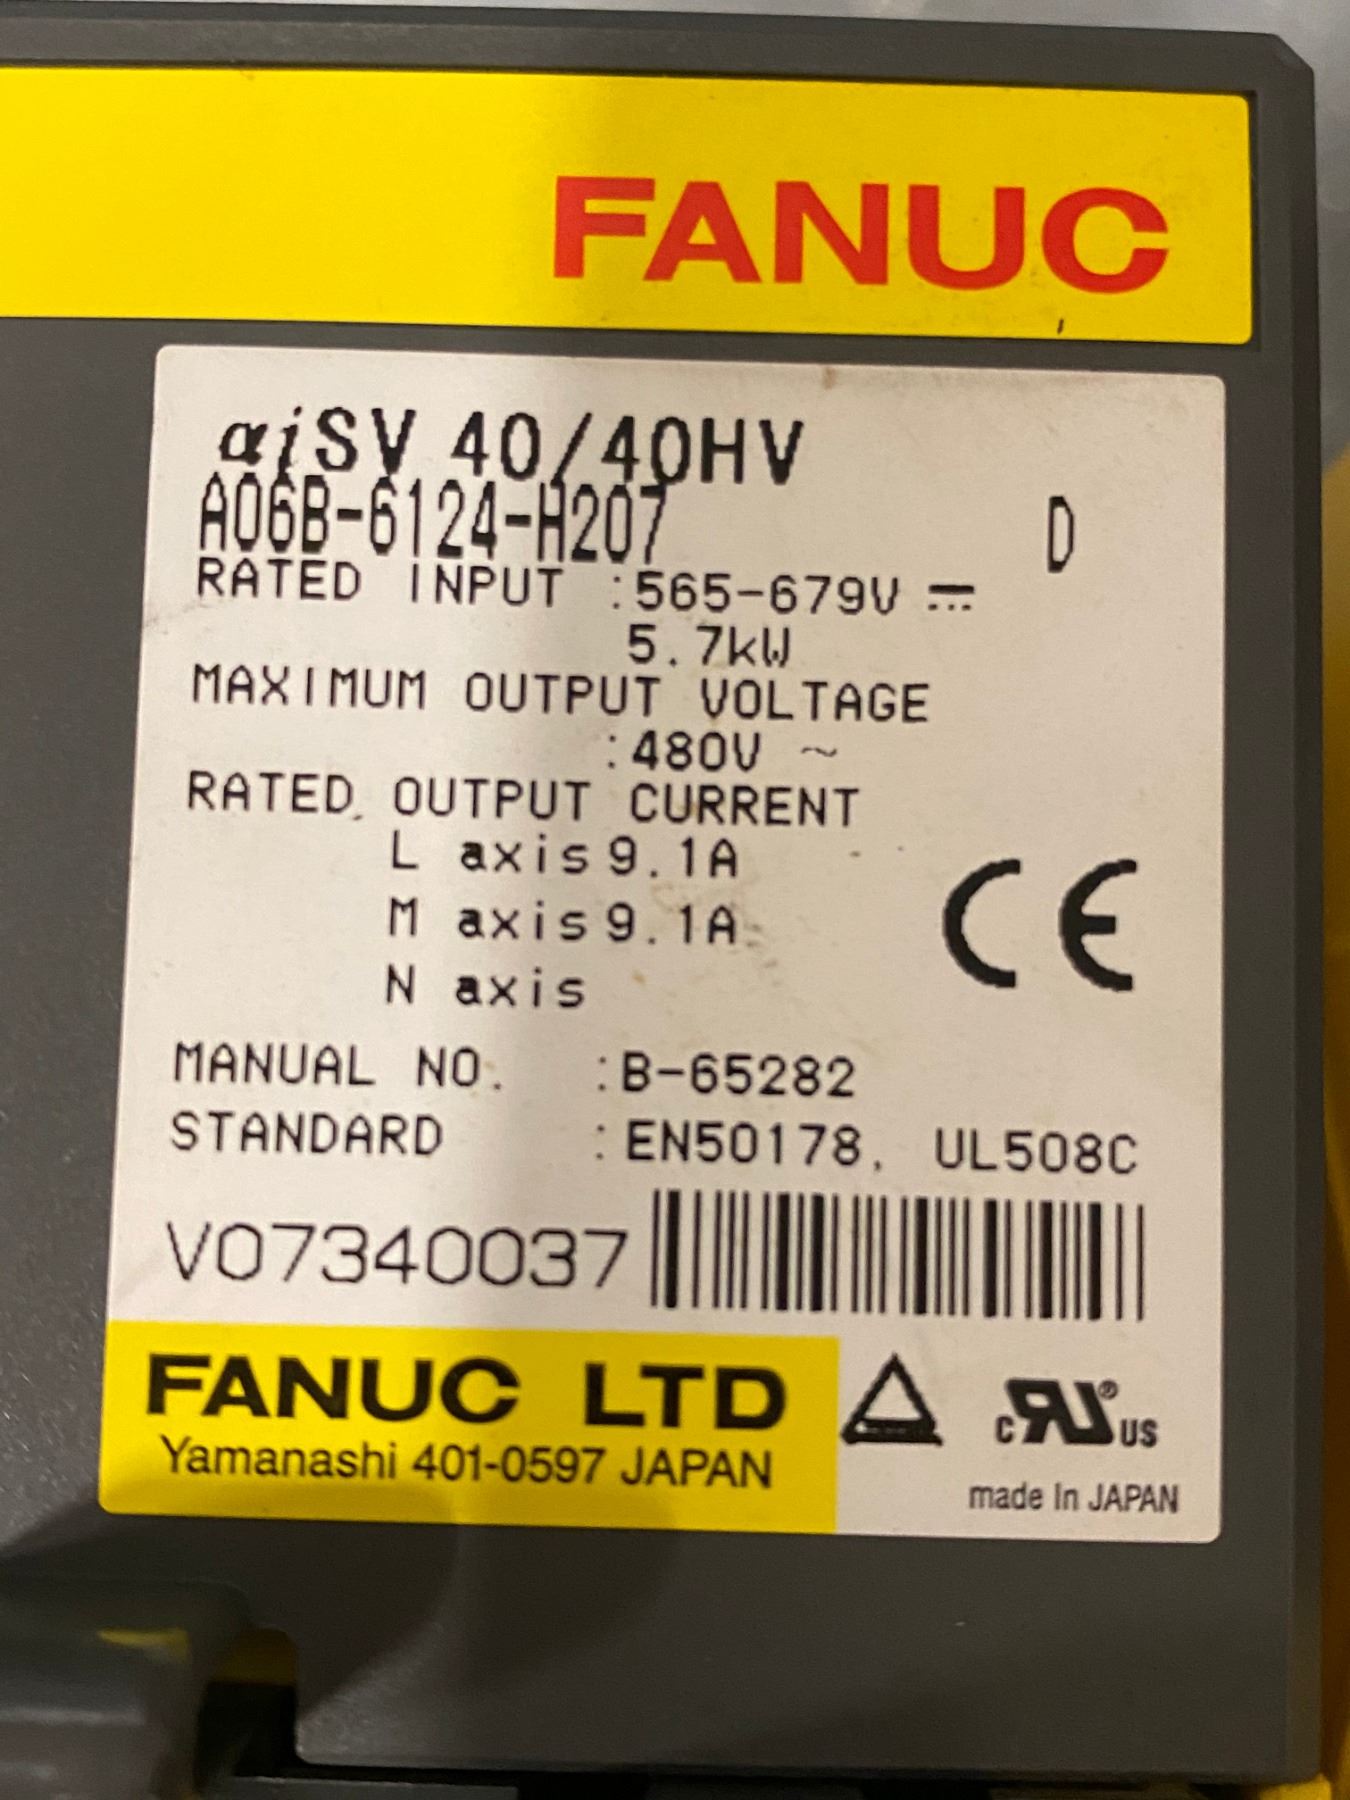 FANUC
αiSV 40/40HV
A06B-6124-H207 D
RATED INPUT :565-679V ⎓
5.7kW
MAXIMUM OUTPUT VOLTAGE
:480V ~
RATED OUTPUT CURRENT
L axis 9.1A
M axis 9.1A
N axis
CE
MANUAL NO. :B-65282
STANDARD :EN50178, UL508C
V07340037
FANUC LTD
Yamanashi 401-0597 JAPAN
c RU ® US
made In JAPAN